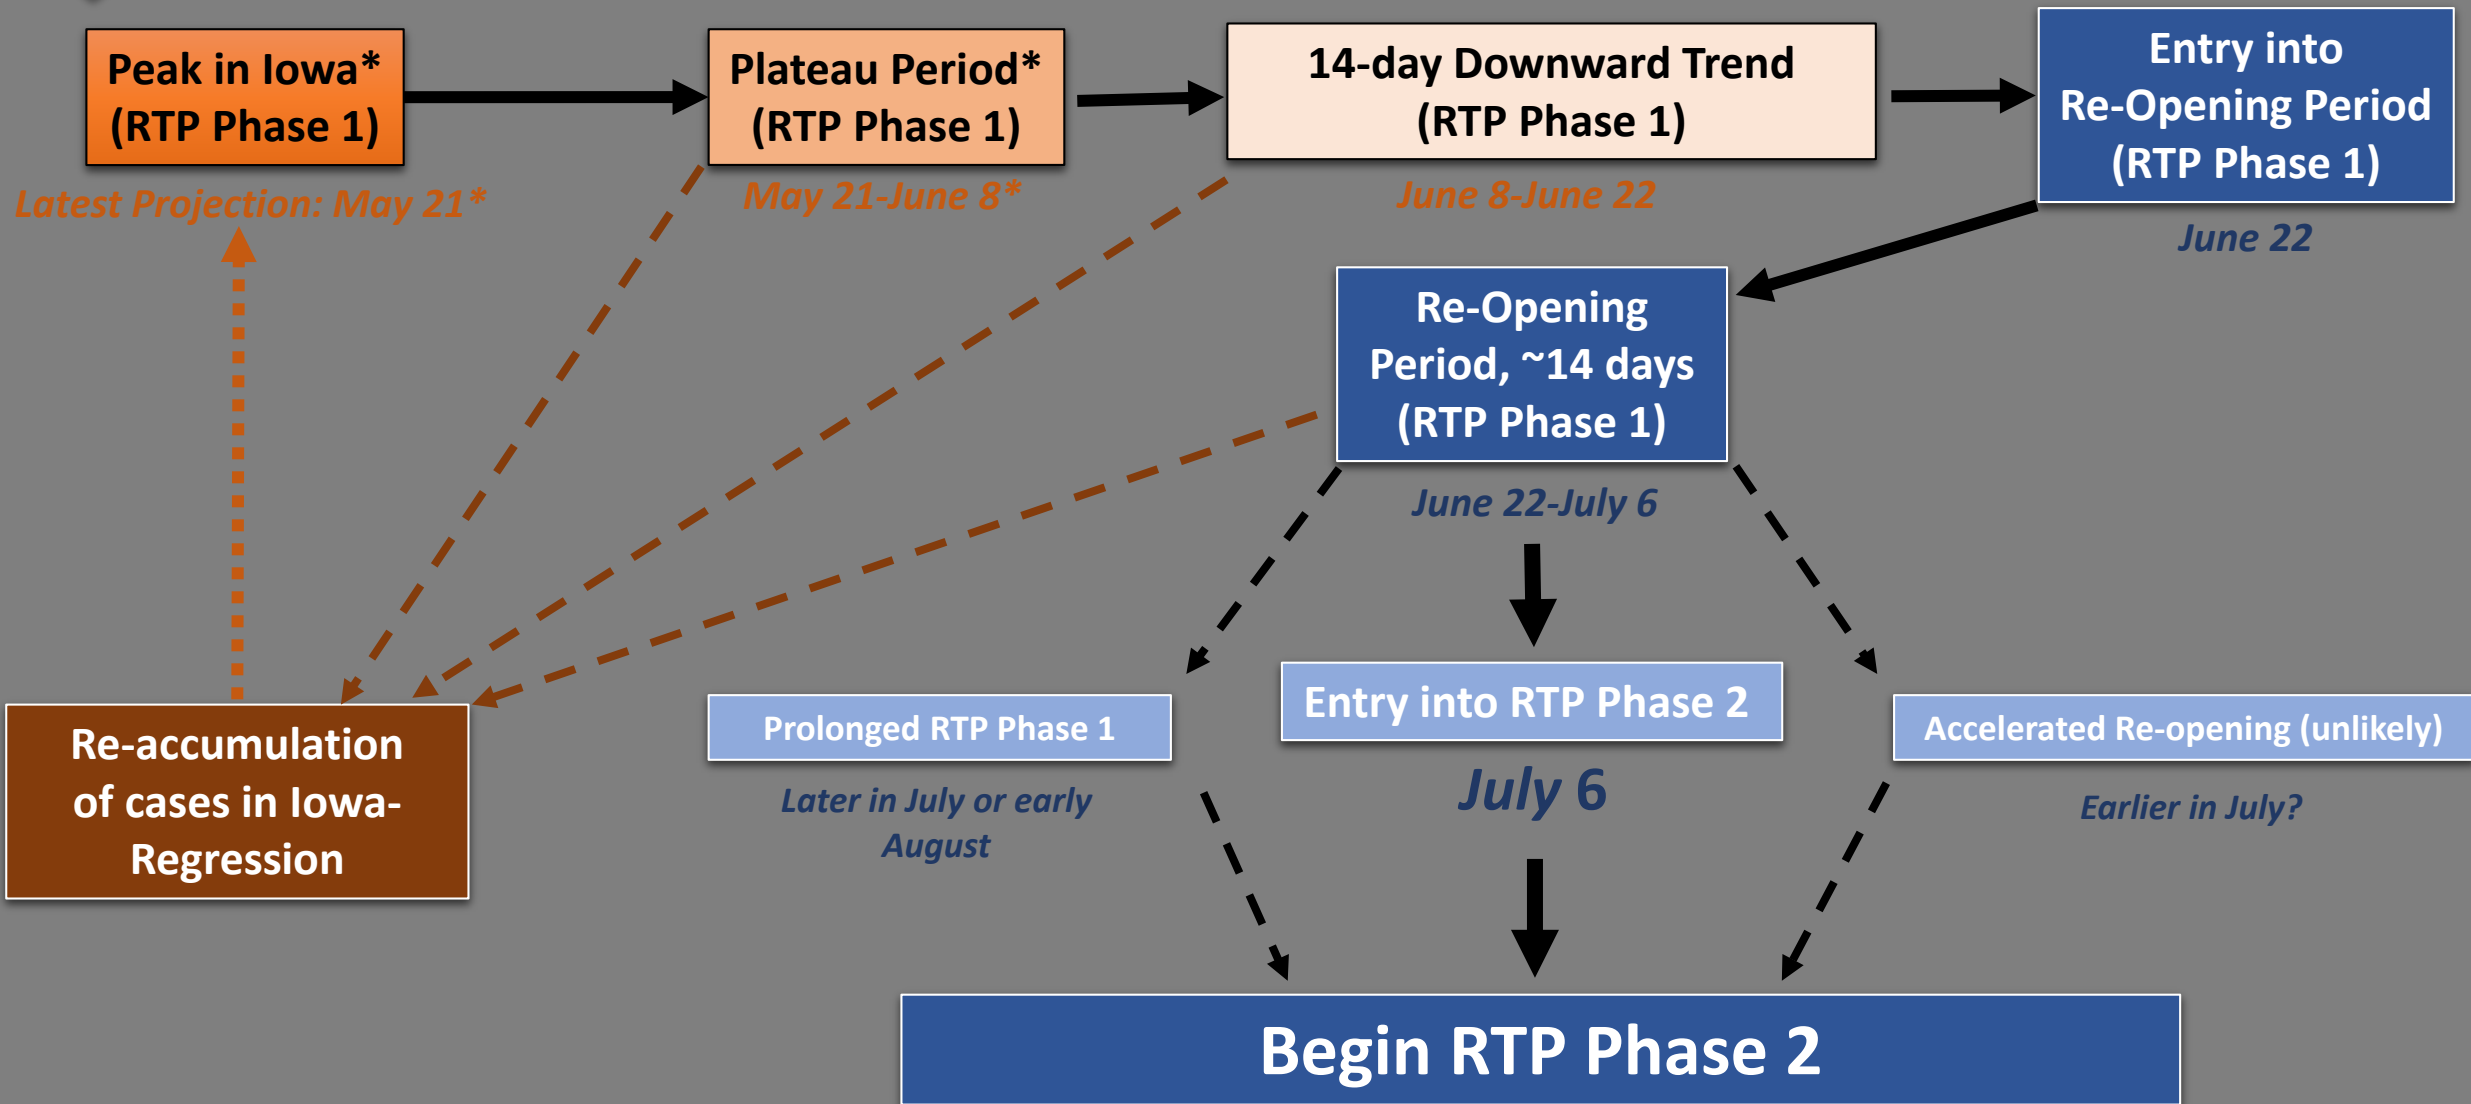 Peak in Iowa*
(RTP Phase 1)
Latest Projection: May 21*
Plateau Period*
(RTP Phase 1)
May 21-June 8*
14-day Downward Trend
(RTP Phase 1)
June 8-June 22
Entry into
Re-Opening Period
(RTP Phase 1)
June 22
Re-Opening
Period, ~14 days
(RTP Phase 1)
June 22-July 6
Re-accumulation
of cases in Iowa-
Regression
Prolonged RTP Phase 1
Later in July or early
August
Entry into RTP Phase 2
July 6
Accelerated Re-opening (unlikely)
Earlier in July?
Begin RTP Phase 2